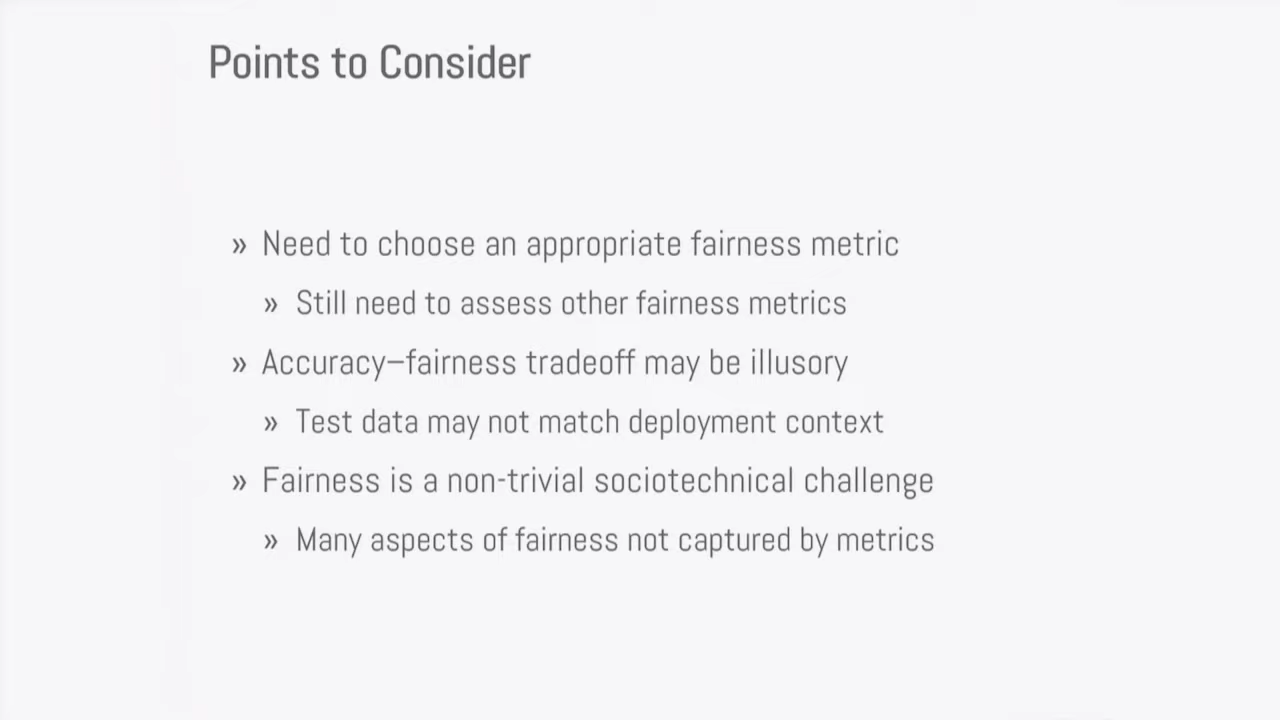 Points to Consider
» Need to choose an appropriate fairness metric
» Still need to assess other fairness metrics
» Accuracy–fairness tradeoff may be illusory
» Test data may not match deployment context
» Fairness is a non-trivial sociotechnical challenge
» Many aspects of fairness not captured by metrics